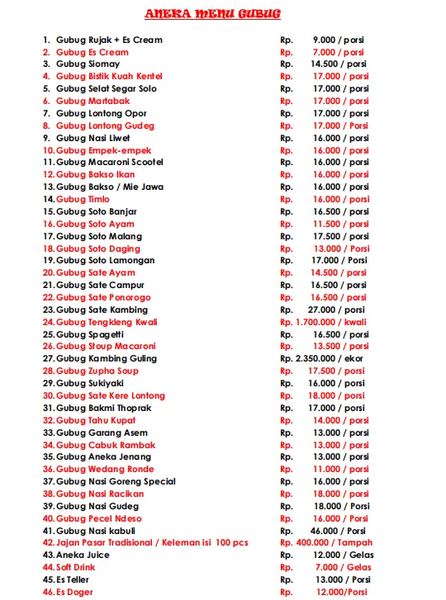 ANEKA MENU GUBUG
1. Gubug Rujak + Es Cream Rp. 9.000 / porsi
2. Gubug Es Cream Rp. 7.000 / porsi
3. Gubug Siomay Rp. 14.500 / porsi
4. Gubug Bistik Kuah Kentel Rp. 17.000 / porsi
5. Gubug Selat Segar Solo Rp. 17.000 / porsi
6. Gubug Martabak Rp. 17.000 / porsi
7. Gubug Lontong Opor Rp. 17.000 / porsi
8. Gubug Lontong Gudeg Rp. 17.000 / Porsi
9. Gubug Nasi Liwet Rp. 16.000 / porsi
10. Gubug Empek-empek Rp. 16.000 / porsi
11. Gubug Macaroni Scootel Rp. 16.000 / porsi
12. Gubug Bakso Ikan Rp. 16.000 / porsi
13. Gubug Bakso / Mie Jawa Rp. 16.000 / porsi
14. Gubug Timlo Rp. 16.000 / porsi
15. Gubug Soto Banjar Rp. 16.500 / porsi
16. Gubug Soto Ayam Rp. 11.500 / porsi
17. Gubug Soto Malang Rp. 17.500 / porsi
18. Gubug Soto Daging Rp. 13.000 / Porsi
19. Gubug Soto Lamongan Rp. 17.000 / Porsi
20. Gubug Sate Ayam Rp. 14.500 / porsi
21. Gubug Sate Campur Rp. 16.500 / porsi
22. Gubug Sate Ponorogo Rp. 16.500 / porsi
23. Gubug Sate Kambing Rp. 27.000 / porsi
24. Gubug Tengkleng Kwali Rp. 1.700.000 / kwali
25. Gubug Spagetti Rp. 16.500 / porsi
26. Gubug Stoup Macaroni Rp. 13.500 / porsi
27. Gubug Kambing Guling Rp. 2.350.000 / ekor
28. Gubug Zupha Soup Rp. 17.500 / porsi
29. Gubug Sukiyaki Rp. 16.000 / porsi
30. Gubug Sate Kere Lontong Rp. 18.000 / porsi
31. Gubug Bakmi Thoprak Rp. 17.000 / porsi
32. Gubug Tahu Kupat Rp. 14.000 / porsi
33. Gubug Garang Asem Rp. 13.000 / porsi
34. Gubug Cabuk Rambak Rp. 13.000 / porsi
35. Gubug Aneka Jenang Rp. 13.000 / porsi
36. Gubug Wedang Ronde Rp. 11.000 / porsi
37. Gubug Nasi Goreng Special Rp. 16.000 / porsi
38. Gubug Nasi Racikan Rp. 18.000 / porsi
39. Gubug Nasi Gudeg Rp. 18.000 / Porsi
40. Gubug Pecel Ndeso Rp. 16.000 / Porsi
41. Gubug Nasi kabuli Rp. 46.000 / Porsi
42. Jajan Pasar Tradisional / Keleman isi 100 pcs Rp. 400.000 / Tampah
43. Aneka Juice Rp. 12.000 / Gelas
44. Soft Drink Rp. 7.000 / Gelas
45. Es Teller Rp. 13.000 / Porsi
46. Es Doger Rp. 12.000/Porsi